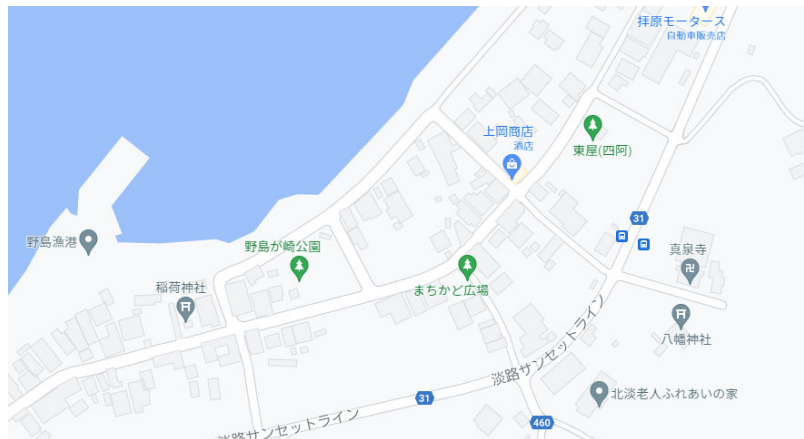 拝原モータース
自動車販売店
上岡商店
酒店
東屋(四阿)
31
野島漁港
野島が崎公園
真泉寺
稲荷神社
まちかど広場
八幡神社
淡路サンセットライン
北淡老人ふれあいの家
31
淡路サンセットライン
460